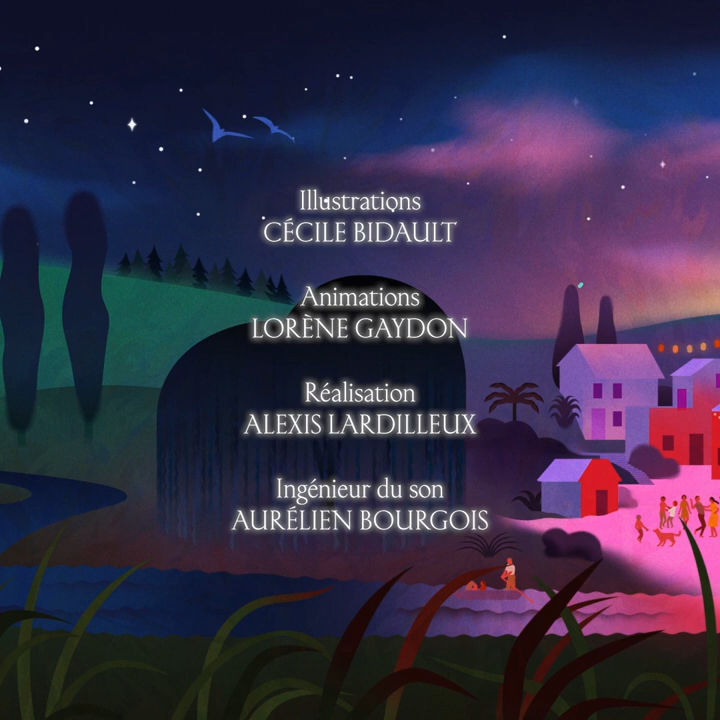 Illustrations
CÉCILE BIDAULT
Animations
LORÈNE GAYDON
Réalisation
ALEXIS LARDILLEUX
Ingénieur du son
AURÉLIEN BOURGOIS